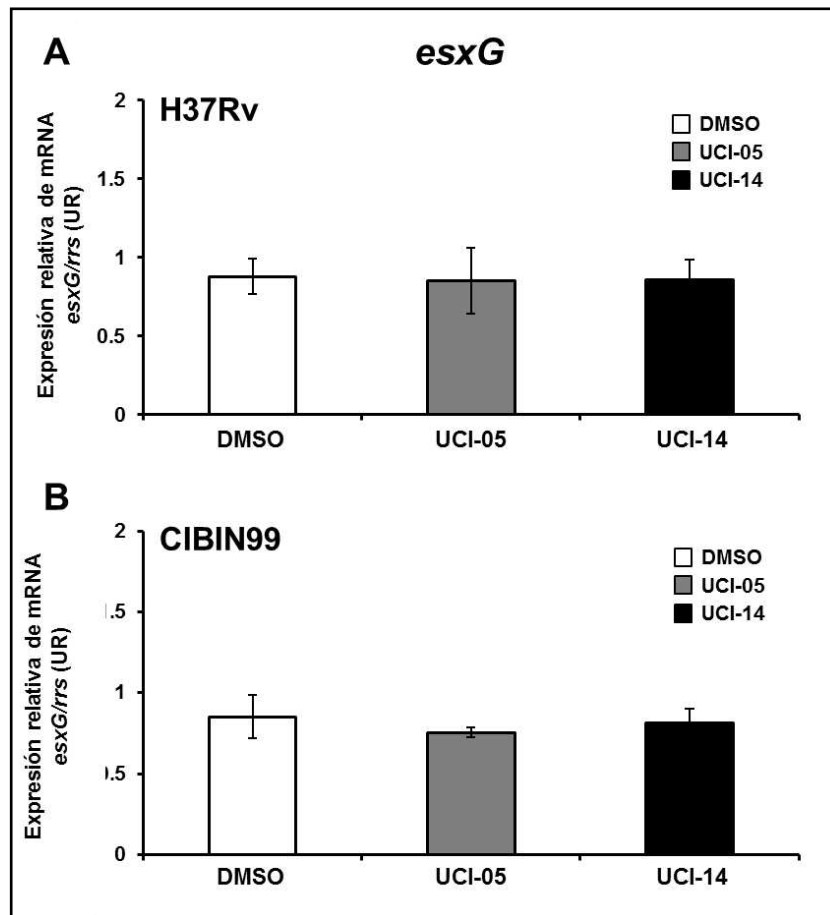 A
esxG
H37Rv
2
1.5
1
0.5
0
Expresión relativa de mRNA
esxG/rrs (UR)
DMSO
UCI-05
UCI-14
DMSO
UCI-05
UCI-14
B
CIBIN99
2
.5
1
.5
0
Expresión relativa de mRNA
esxG/rrs (UR)
DMSO
UCI-05
UCI-14
DMSO
UCI-05
UCI-14